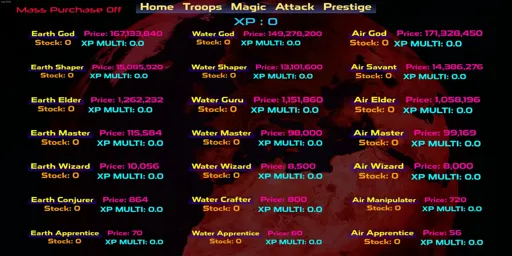 Mass Purchase Off
Home Troops Magic Attack Prestige
XP : 0
Earth God Price: 167,133,640
Stock: 0 XP MULTI: 0.0
Water God Price: 149,278,200
Stock: 0 XP MULTI: 0.0
Air God Price: 171,328,450
Stock: 0 XP MULTI: 0.0
Earth Shaper Price: 15,085,920
Stock: 0 XP MULTI: 0.0
Water Shaper Price: 13,101,600
Stock: 0 XP MULTI: 0.0
Air Savant Price: 14,386,276
Stock: 0 XP MULTI: 0.0
Earth Elder Price: 1,262,232
Stock: 0 XP MULTI: 0.0
Water Guru Price: 1,151,860
Stock: 0 XP MULTI: 0.0
Air Elder Price: 1,058,196
Stock: 0 XP MULTI: 0.0
Earth Master Price: 115,584
Stock: 0 XP MULTI: 0.0
Water Master Price: 98,000
Stock: 0 XP MULTI: 0.0
Air Master Price: 99,169
Stock: 0 XP MULTI: 0.0
Earth Wizard Price: 10,056
Stock: 0 XP MULTI: 0.0
Water Wizard Price: 8,500
Stock: 0 XP MULTI: 0.0
Air Wizard Price: 8,000
Stock: 0 XP MULTI: 0.0
Earth Conjurer Price: 864
Stock: 0 XP MULTI: 0.0
Water Crafter Price: 800
Stock: 0 XP MULTI: 0.0
Air Manipulater Price: 720
Stock: 0 XP MULTI: 0.0
Earth Apprentice Price: 70
Stock: 0 XP MULTI: 0.0
Water Apprentice Price: 60
Stock: 0 XP MULTI: 0.0
Air Apprentice Price: 56
Stock: 0 XP MULTI: 0.0